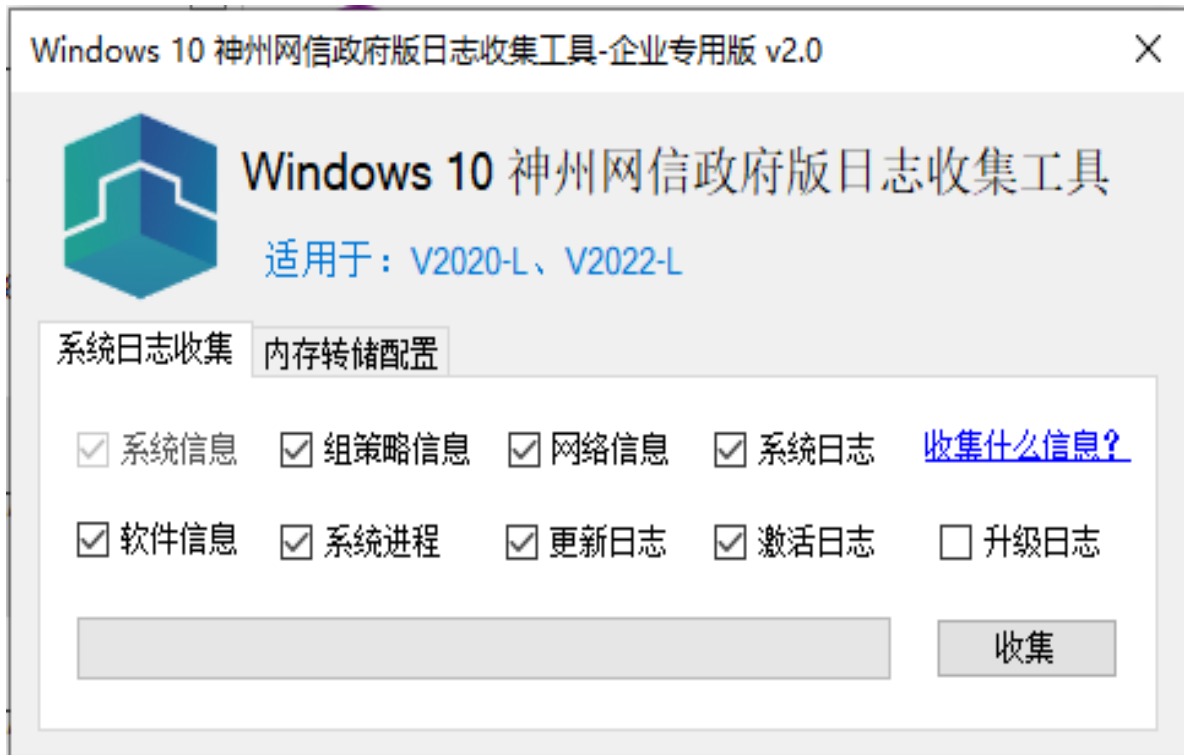 Windows 10 神州网信政府版日志收集工具-企业专用版 v2.0
Windows 10 神州网信政府版日志收集工具
适用于：V2020-L、V2022-L
系统日志收集 内存转储配置
系统信息 组策略信息 网络信息 系统日志 收集什么信息？
软件信息 系统进程 更新日志 激活日志 升级日志
收集